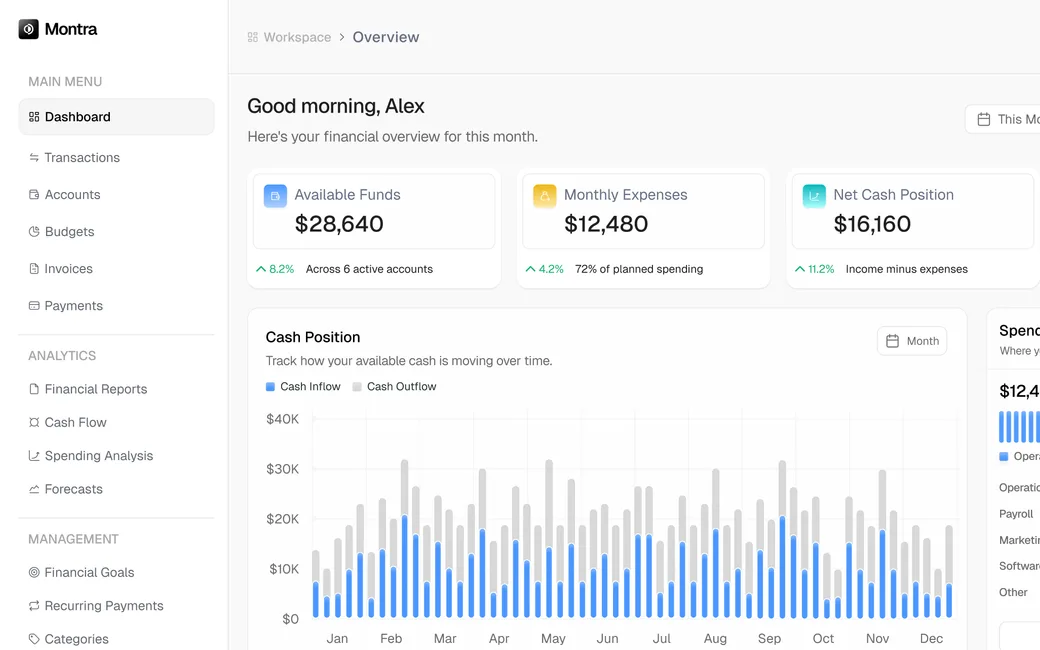 Montra
MAIN MENU
Dashboard
Transactions
Accounts
Budgets
Invoices
Payments
ANALYTICS
Financial Reports
Cash Flow
Spending Analysis
Forecasts
MANAGEMENT
Financial Goals
Recurring Payments
Categories
Workspace > Overview
Good morning, Alex
Here's your financial overview for this month.
This Mo
Available Funds
$28,640
8.2% Across 6 active accounts
Monthly Expenses
$12,480
4.2% 72% of planned spending
Net Cash Position
$16,160
11.2% Income minus expenses
Cash Position
Track how your available cash is moving over time.
Month
Cash Inflow Cash Outflow
$40K
$30K
$20K
$10K
$0
Jan Feb Mar Apr May Jun Jul Aug Sep Oct Nov Dec
Spend
Where yo
$12,4
Opera
Operatio
Payroll
Marketin
Software
Other